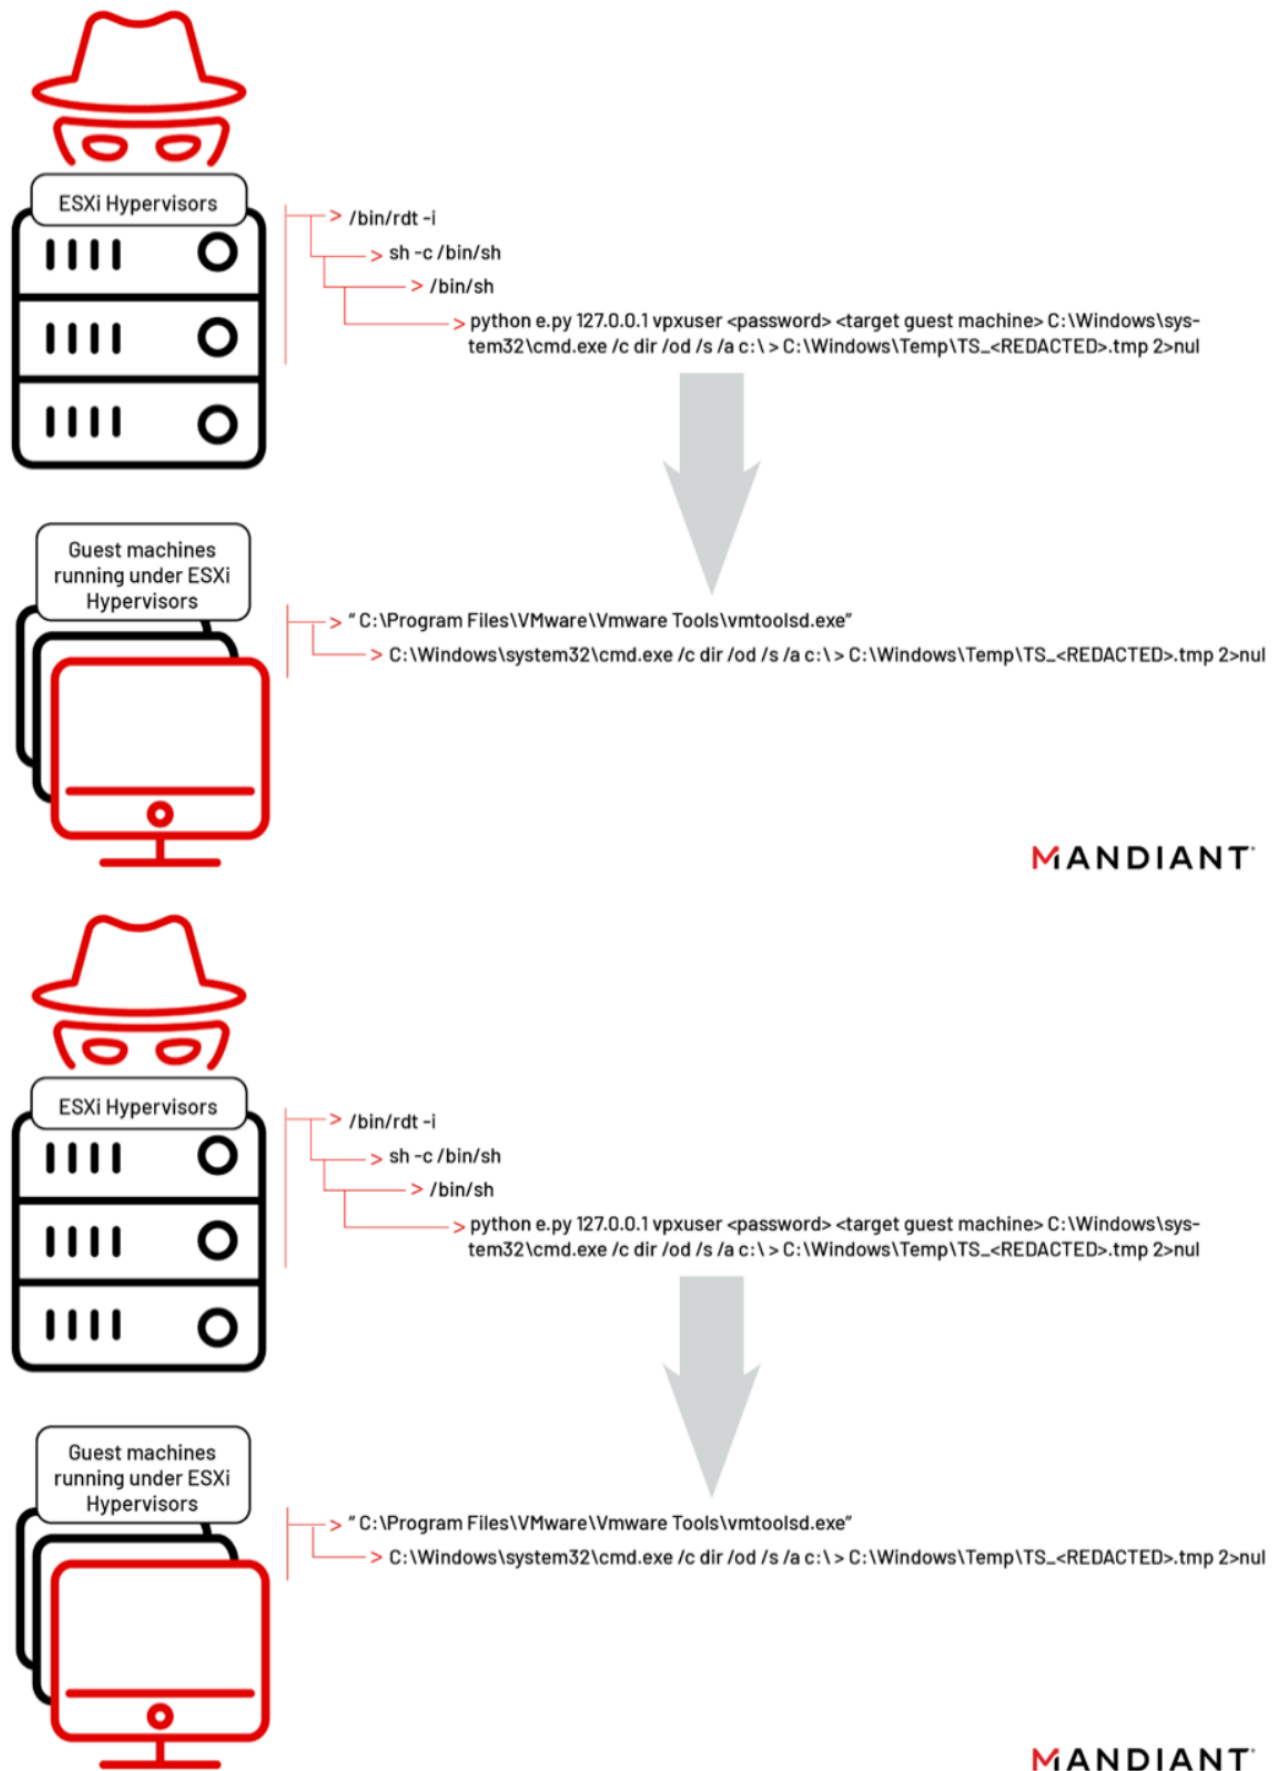 ESXi Hypervisors
> /bin/rdt -i
> sh -c /bin/sh
> /bin/sh
> python e.py 127.0.0.1 vpxuser <password> <target guest machine> C:\Windows\sys-
tem32\cmd.exe /c dir /od /s /a c:\ > C:\Windows\Temp\TS_<REDACTED>.tmp 2>nul
Guest machines
running under ESXi
Hypervisors
> “ C:\Program Files\VMware\Vmware Tools\vmtoolsd.exe”
> C:\Windows\system32\cmd.exe /c dir /od /s /a c:\ > C:\Windows\Temp\TS_<REDACTED>.tmp 2>nul
MANDIANT
ESXi Hypervisors
> /bin/rdt -i
> sh -c /bin/sh
> /bin/sh
> python e.py 127.0.0.1 vpxuser <password> <target guest machine> C:\Windows\sys-
tem32\cmd.exe /c dir /od /s /a c:\ > C:\Windows\Temp\TS_<REDACTED>.tmp 2>nul
Guest machines
running under ESXi
Hypervisors
> “ C:\Program Files\VMware\Vmware Tools\vmtoolsd.exe”
> C:\Windows\system32\cmd.exe /c dir /od /s /a c:\ > C:\Windows\Temp\TS_<REDACTED>.tmp 2>nul
MANDIANT